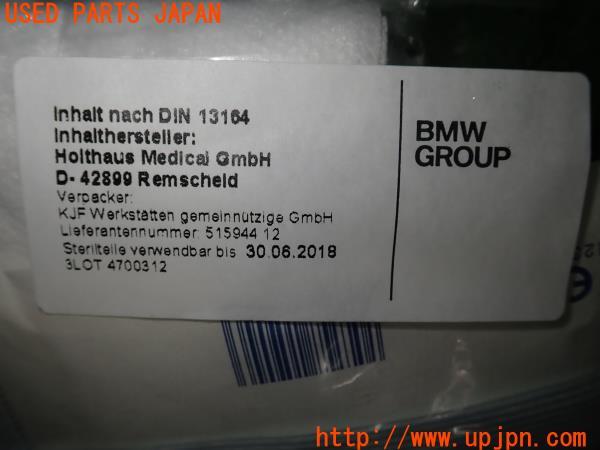 USED PARTS JAPAN
Inhalt nach DIN 13164
Inhalthersteller:
Holthaus Medical GmbH
D- 42899 Remscheid
Verpacker:
KJF Werkstätten gemeinnützige GmbH
Lieferantennummer: 515944 12
Sterilteile verwendbar bis 30.06.2018
3LOT 4700312
BMW
GROUP
http://www.upjpn.com/